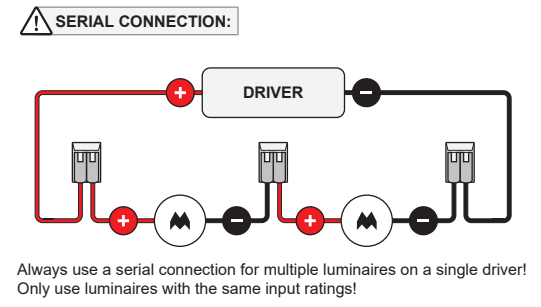 SERIAL CONNECTION:
+ DRIVER −
+ − + −
Always use a serial connection for multiple luminaires on a single driver!
Only use luminaires with the same input ratings!